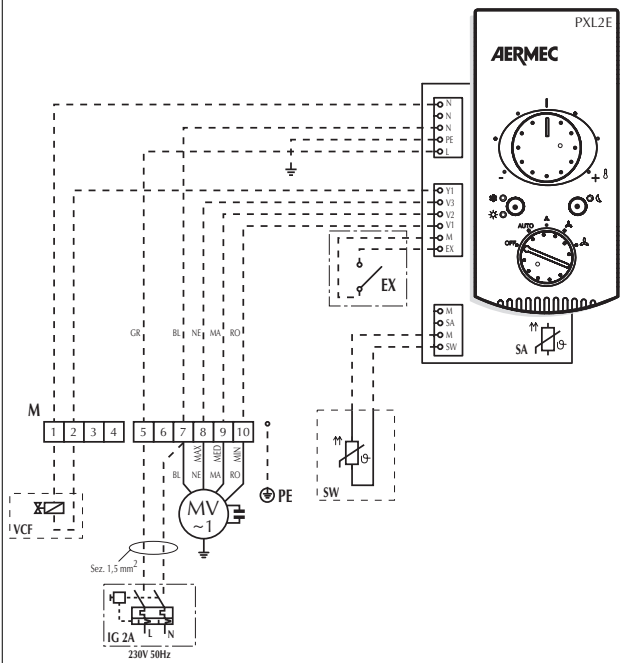 PXL2E
AERMEC
N
N
N
PE
L
Y1
V3
V2
V1
M
EX
M
SA
M
SW
- +
AUTO
OFF
EX
SA
ϑ
GR BL NE MA RO
M
1 2 3 4 5 6 7 8 9 10
MAX MED MIN
BL NE MA RO
PE
MV
~1
VCF
ϑ
SW
Sez. 1,5 mm²
IG 2A L N
230V 50Hz